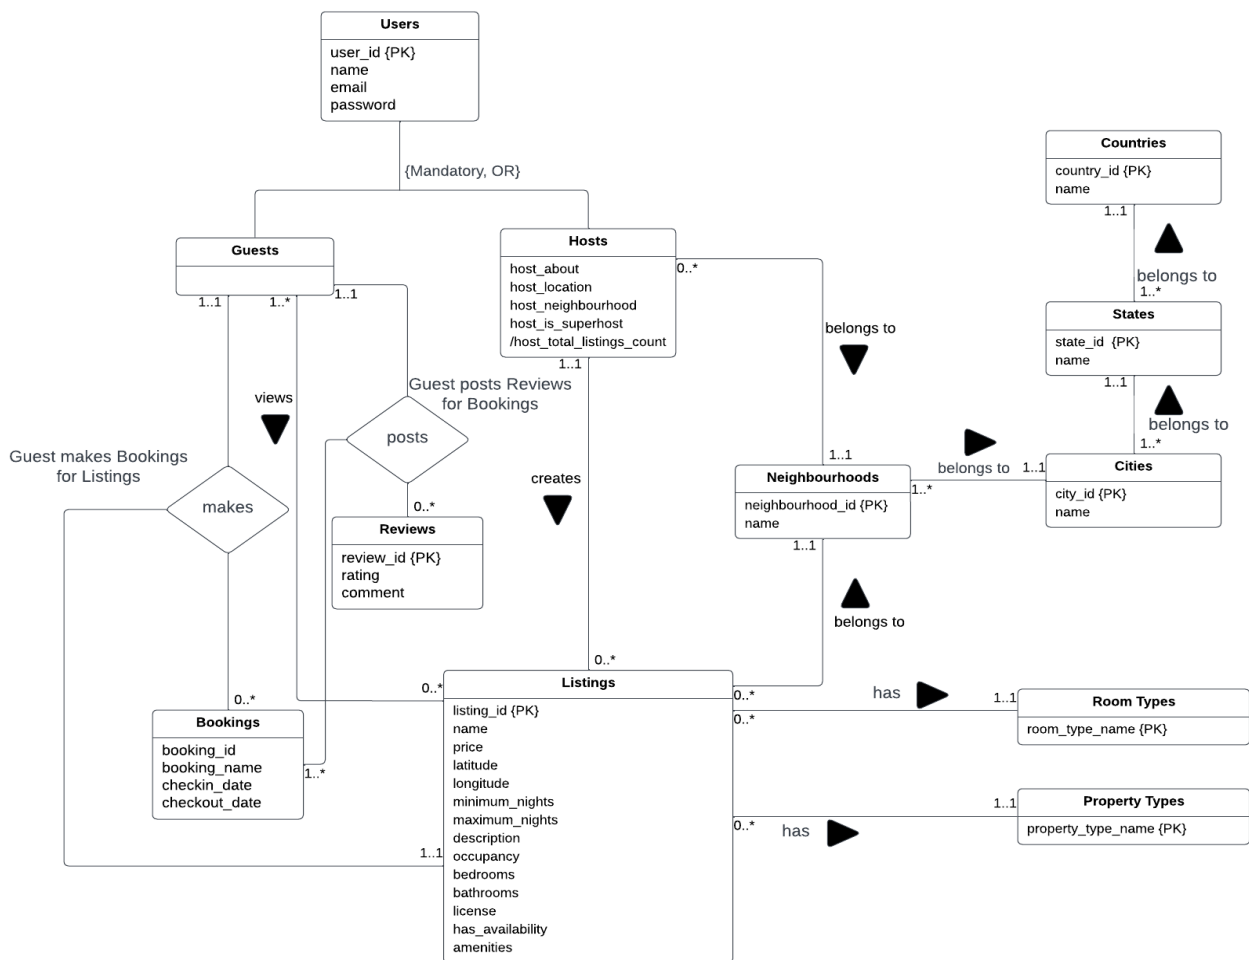 Users
user_id {PK}
name
email
password
{Mandatory, OR}
Guests
1..1
1..*
1..1
Hosts
host_about
host_location
host_neighbourhood
host_is_superhost
/host_total_listings_count
0..*
1..1
Countries
country_id {PK}
name
1..1
belongs to
1..*
States
state_id  {PK}
name
1..1
belongs to
1..*
Cities
city_id {PK}
name
belongs to
1..1
Neighbourhoods
neighbourhood_id {PK}
name
1..1
belongs to
1..1
1..*
views
Guest posts Reviews
for Bookings
posts
0..*
Reviews
review_id {PK}
rating
comment
Guest makes Bookings
for Listings
makes
creates
0..*
belongs to
0..*
Bookings
booking_id
booking_name
checkin_date
checkout_date
1..*
0..*
1..1
Listings
listing_id {PK}
name
price
latitude
longitude
minimum_nights
maximum_nights
description
occupancy
bedrooms
bathrooms
license
has_availability
amenities
0..*
0..*
has
1..1
Room Types
room_type_name {PK}
0..*
has
1..1
Property Types
property_type_name {PK}